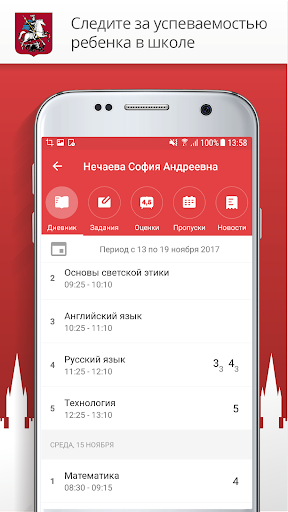 Следите за успеваемостью
ребенка в школе
100% 13:58
Нечаева София Андреевна
4,5
Дневник Задания Оценки Пропуски Новости
Период с 13 по 19 ноября 2017
2 Основы светской этики
09:25 - 10:10
3 Английский язык
10:25 - 11:10
4 Русский язык 3₃ 4₃
11:25 - 12:10
5 Технология 5
12:25 - 13:10
СРЕДА, 15 НОЯБРЯ
1 Математика 4
08:30 - 09:15